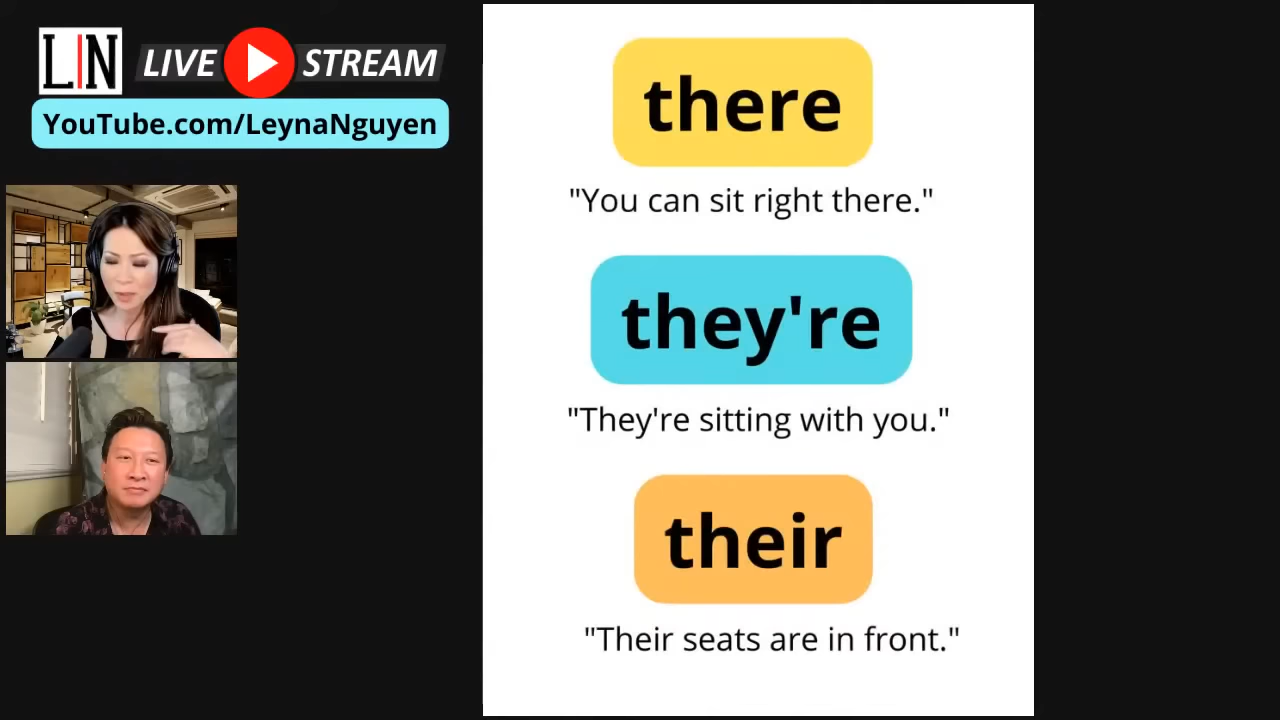 LIN LIVE STREAM
YouTube.com/LeynaNguyen
there
"You can sit right there."
they're
"They're sitting with you."
their
"Their seats are in front."